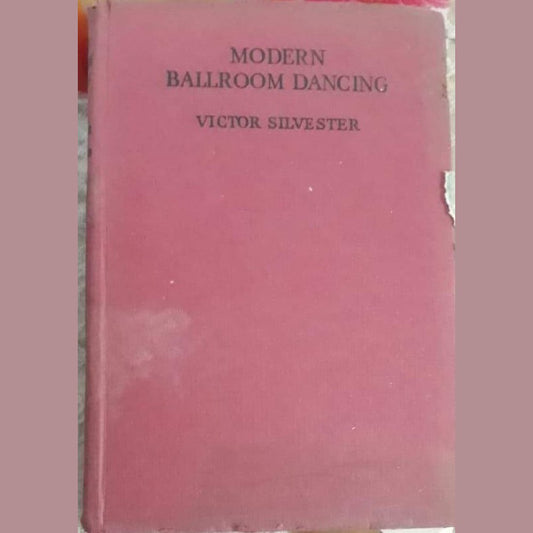 MODERN
BALLROOM DANCING
VICTOR SILVESTER